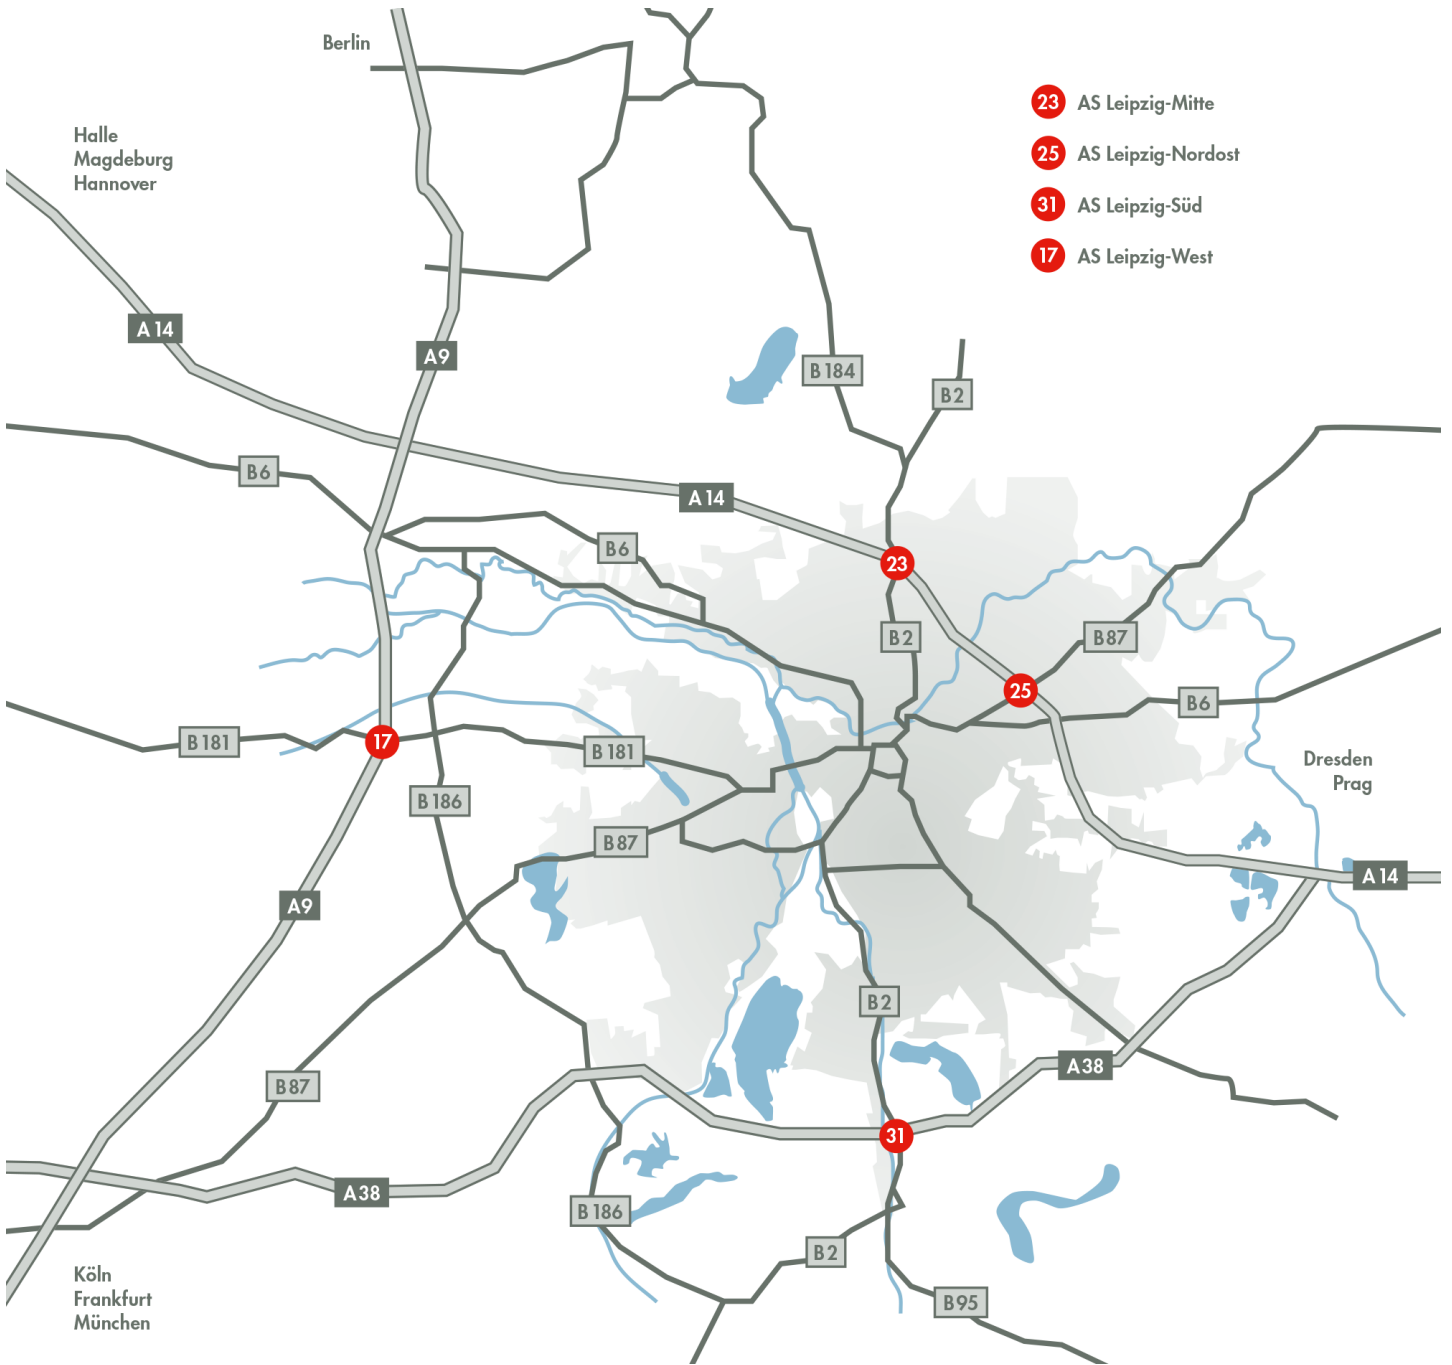 Berlin
23 AS Leipzig-Mitte
Halle
Magdeburg
Hannover
25 AS Leipzig-Nordost
31 AS Leipzig-Süd
17 AS Leipzig-West
A 14
A9
B 184
B2
B6
A 14
B6
23
B2
B87
25
B6
B 181
17
B 181
Dresden
Prag
B 186
B87
A 14
A9
B2
A38
B87
31
A38
B 186
B2
Köln
Frankfurt
München
B95